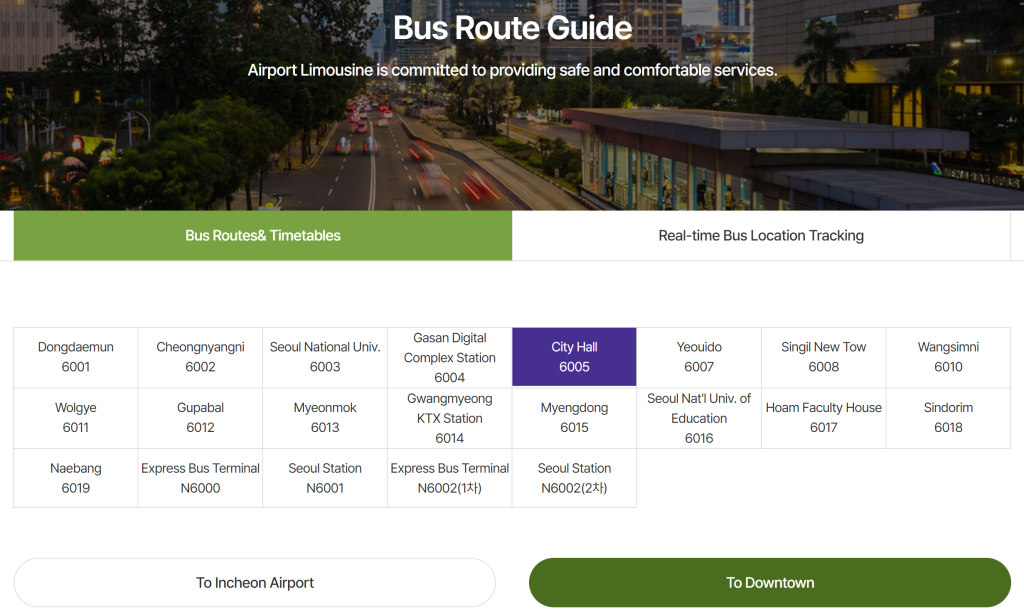 Bus Route Guide
Airport Limousine is committed to providing safe and comfortable services.
Bus Routes& Timetables
Real-time Bus Location Tracking
Dongdaemun
6001
Cheongnyangni
6002
Seoul National Univ.
6003
Gasan Digital
Complex Station
6004
City Hall
6005
Yeouido
6007
Singil New Tow
6008
Wangsimni
6010
Wolgye
6011
Gupabal
6012
Myeonmok
6013
Gwangmyeong
KTX Station
6014
Myengdong
6015
Seoul Nat'l Univ. of
Education
6016
Hoam Faculty House
6017
Sindorim
6018
Naebang
6019
Express Bus Terminal
N6000
Seoul Station
N6001
Express Bus Terminal
N6002(1차)
Seoul Station
N6002(2차)
To Incheon Airport
To Downtown